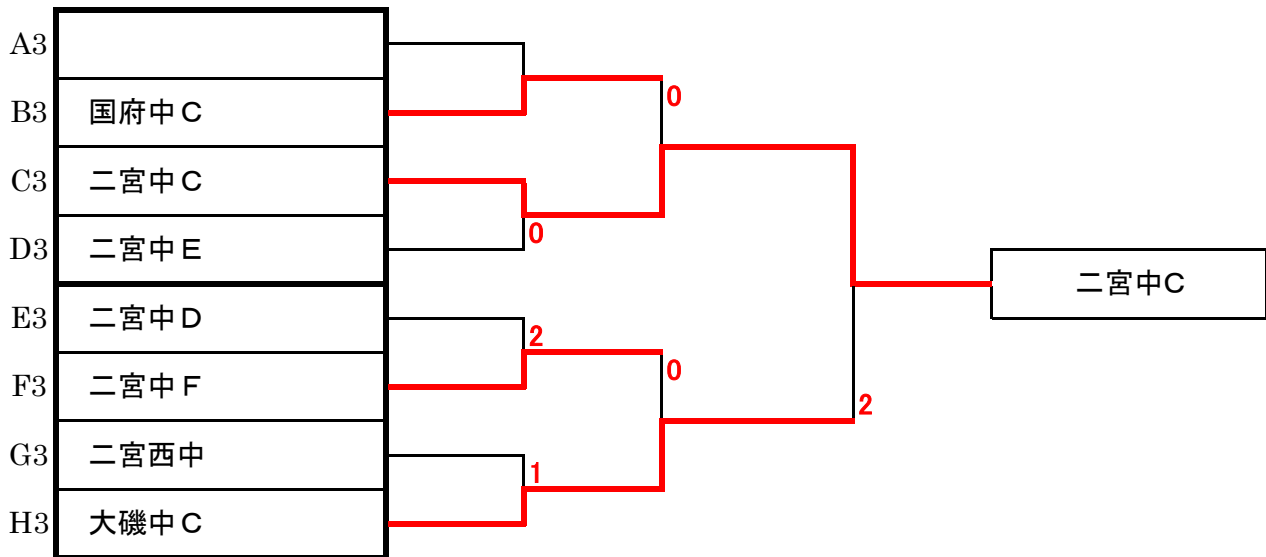 A3
B3 国府中Ｃ
0
C3 二宮中Ｃ
D3 二宮中Ｅ
0
二宮中C
E3 二宮中Ｄ
2
F3 二宮中Ｆ
0
2
G3 二宮西中
1
H3 大磯中Ｃ